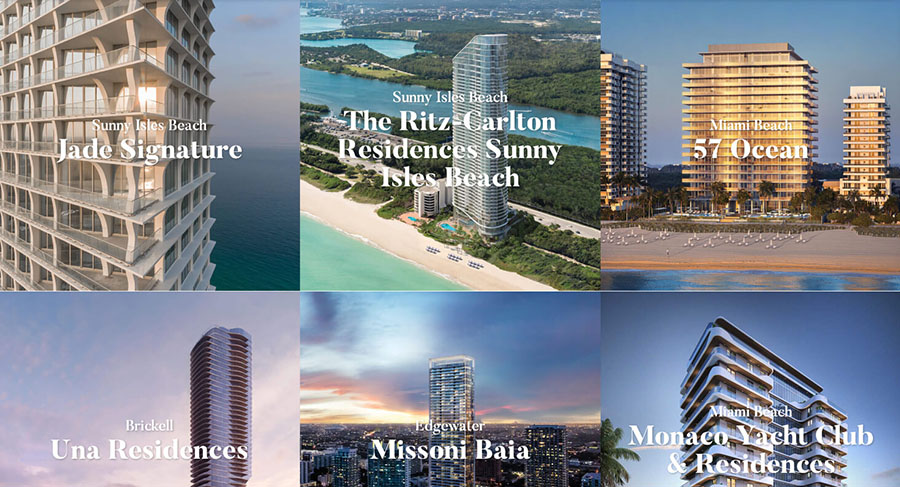 Sunny Isles Beach
Jade Signature
Sunny Isles Beach
The Ritz-Carlton
Residences Sunny
Isles Beach
Miami Beach
57 Ocean
Brickell
Una Residences
Edgewater
Missoni Baia
Miami Beach
Monaco Yacht Club
& Residences